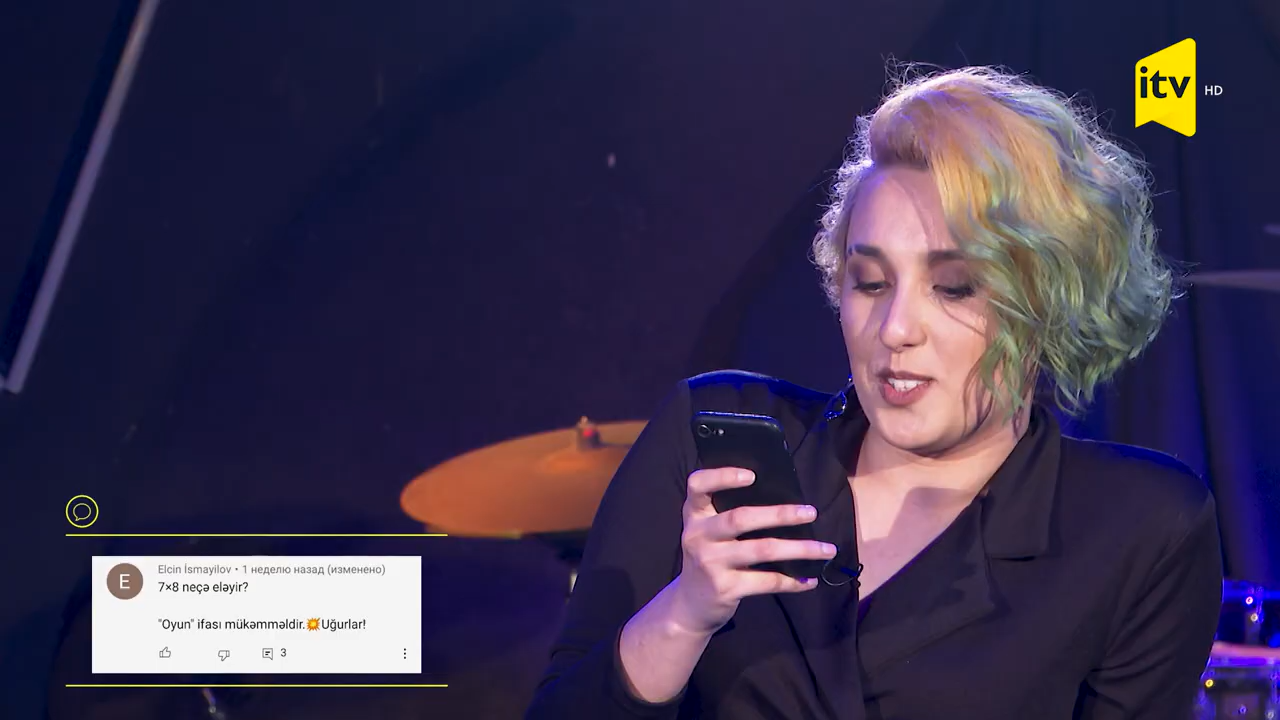 itv HD
E
Elcin İsmayilov • 1 неделю назад (изменено)
7×8 neçə eləyir?
"Oyun" ifası mükəmməldir.💥Uğurlar!
3